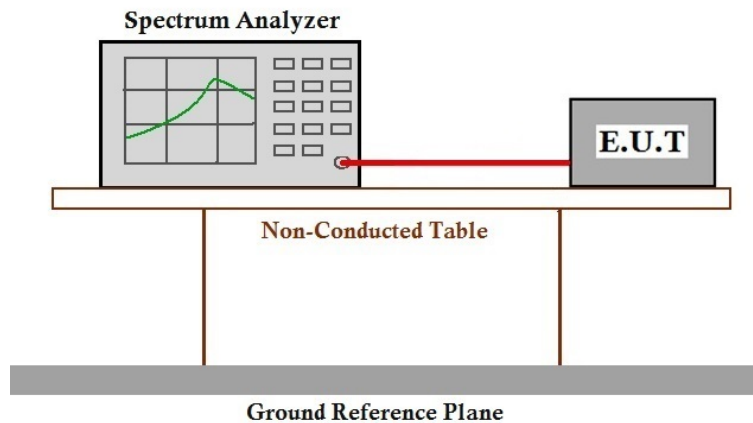 Spectrum Analyzer
E.U.T
Non-Conducted Table
Ground Reference Plane